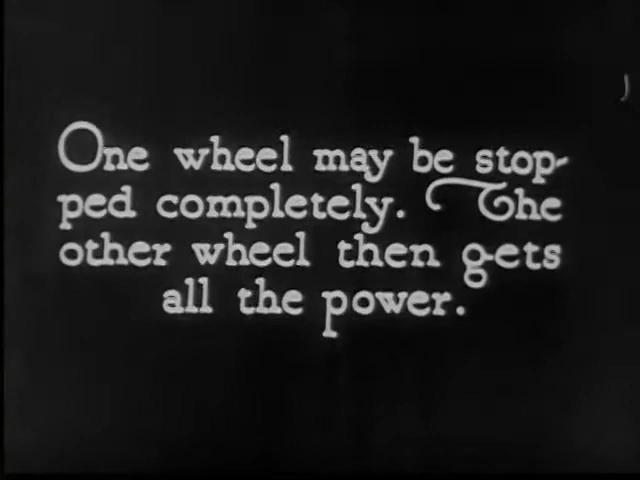 One wheel may be stop-
ped completely. The
other wheel then gets
all the power.